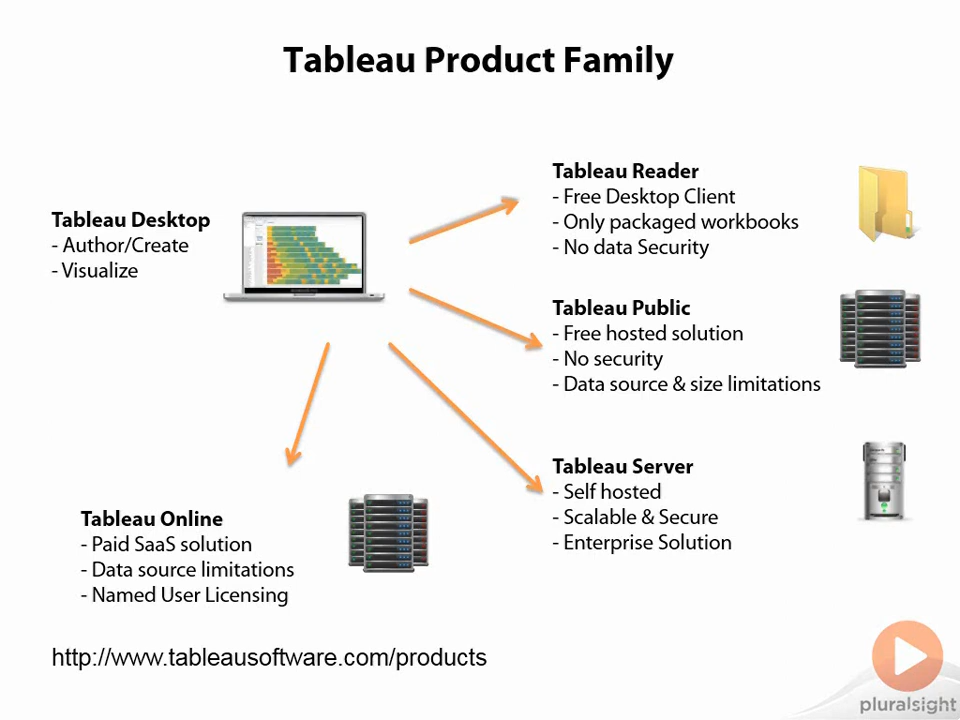 Tableau Product Family
Tableau Desktop
- Author/Create
- Visualize
Tableau Reader
- Free Desktop Client
- Only packaged workbooks
- No data Security
Tableau Public
- Free hosted solution
- No security
- Data source & size limitations
Tableau Server
- Self hosted
- Scalable & Secure
- Enterprise Solution
Tableau Online
- Paid SaaS solution
- Data source limitations
- Named User Licensing
http://www.tableausoftware.com/products
pluralsight